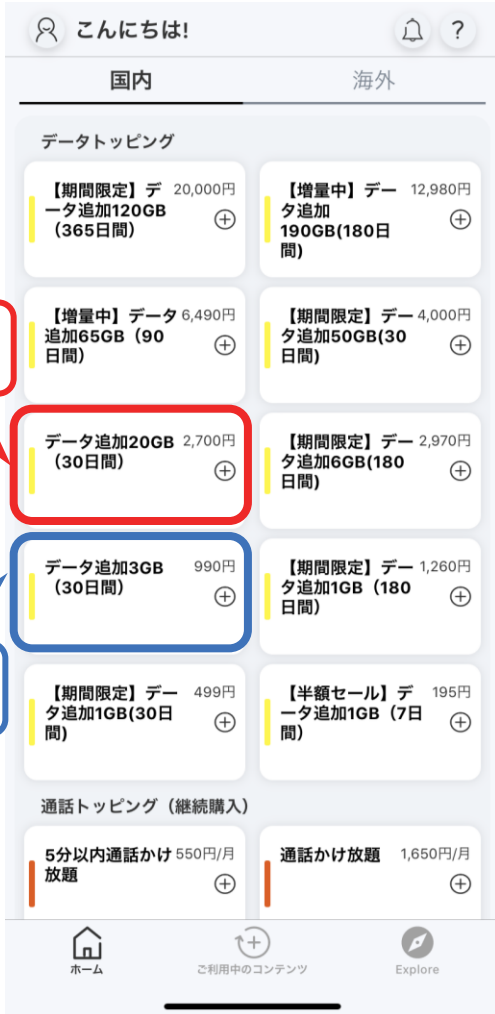 こんにちは!
?
国内
海外
データトッピング
【期間限定】デ
ータ追加120GB
（365日間）
20,000円
【増量中】デー
タ追加
190GB(180日
間)
12,980円
【増量中】データ
追加65GB（90
日間）
6,490円
【期間限定】デー
タ追加50GB(30
日間)
4,000円
データ追加20GB
（30日間）
2,700円
【期間限定】デー
タ追加6GB(180
日間)
2,970円
データ追加3GB
（30日間）
990円
【期間限定】デー
タ追加1GB（180
日間）
1,260円
【期間限定】デー
タ追加1GB(30日
間)
499円
【半額セール】デ
ータ追加1GB（7日
間）
195円
通話トッピング（継続購入）
5分以内通話かけ
放題
550円/月
通話かけ放題
1,650円/月
ホーム
ご利用中のコンテンツ
Explore